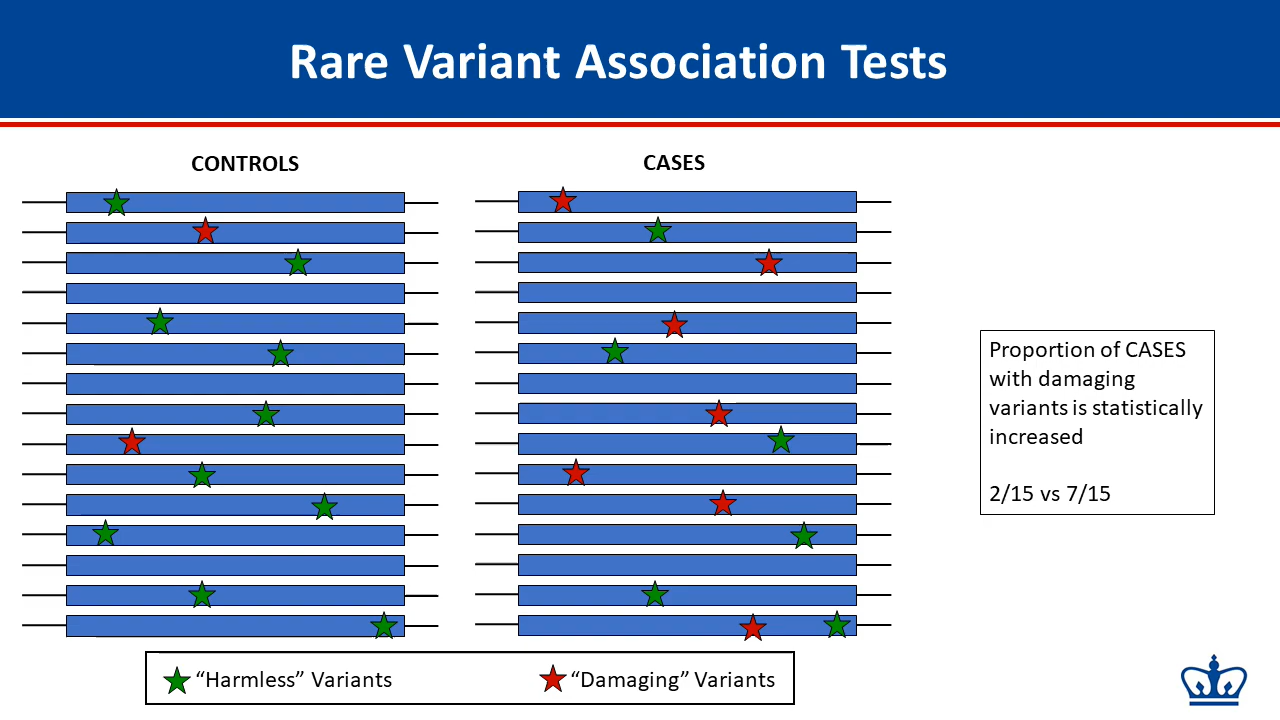 Rare Variant Association Tests
CONTROLS
CASES
Proportion of CASES
with damaging
variants is statistically
increased
2/15 vs 7/15
“Harmless” Variants
“Damaging” Variants